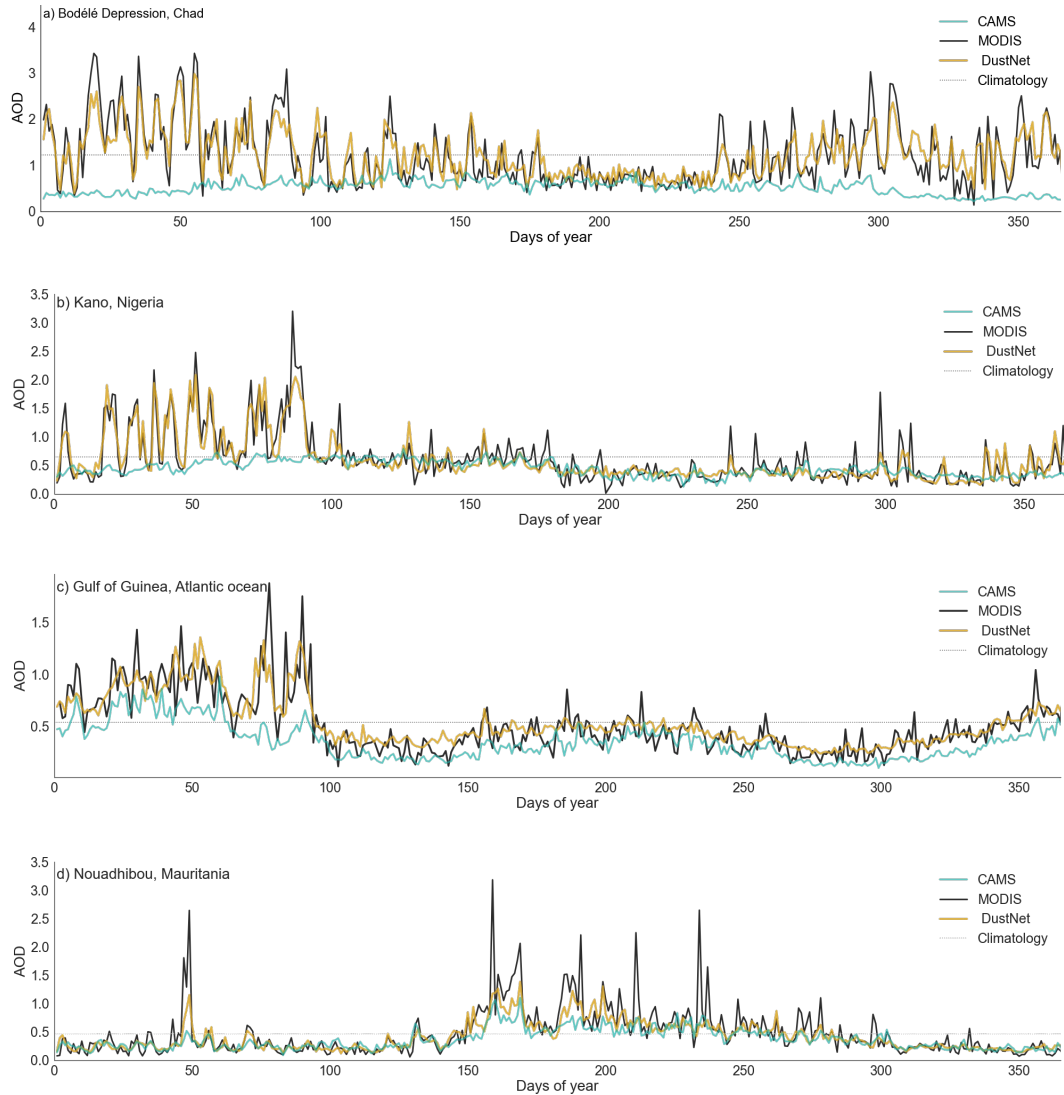 a) Bodélé Depression, Chad
CAMS
MODIS
DustNet
Climatology
AOD
4
3
2
1
0
0 50 100 150 200 250 300 350
Days of year
b) Kano, Nigeria
CAMS
MODIS
DustNet
Climatology
AOD
3.5
3.0
2.5
2.0
1.5
1.0
0.5
0.0
0 50 100 150 200 250 300 350
Days of year
c) Gulf of Guinea, Atlantic ocean
CAMS
MODIS
DustNet
Climatology
AOD
1.5
1.0
0.5
0 50 100 150 200 250 300 350
Days of year
d) Nouadhibou, Mauritania
CAMS
MODIS
DustNet
Climatology
AOD
3.5
3.0
2.5
2.0
1.5
1.0
0.5
0.0
0 50 100 150 200 250 300 350
Days of year